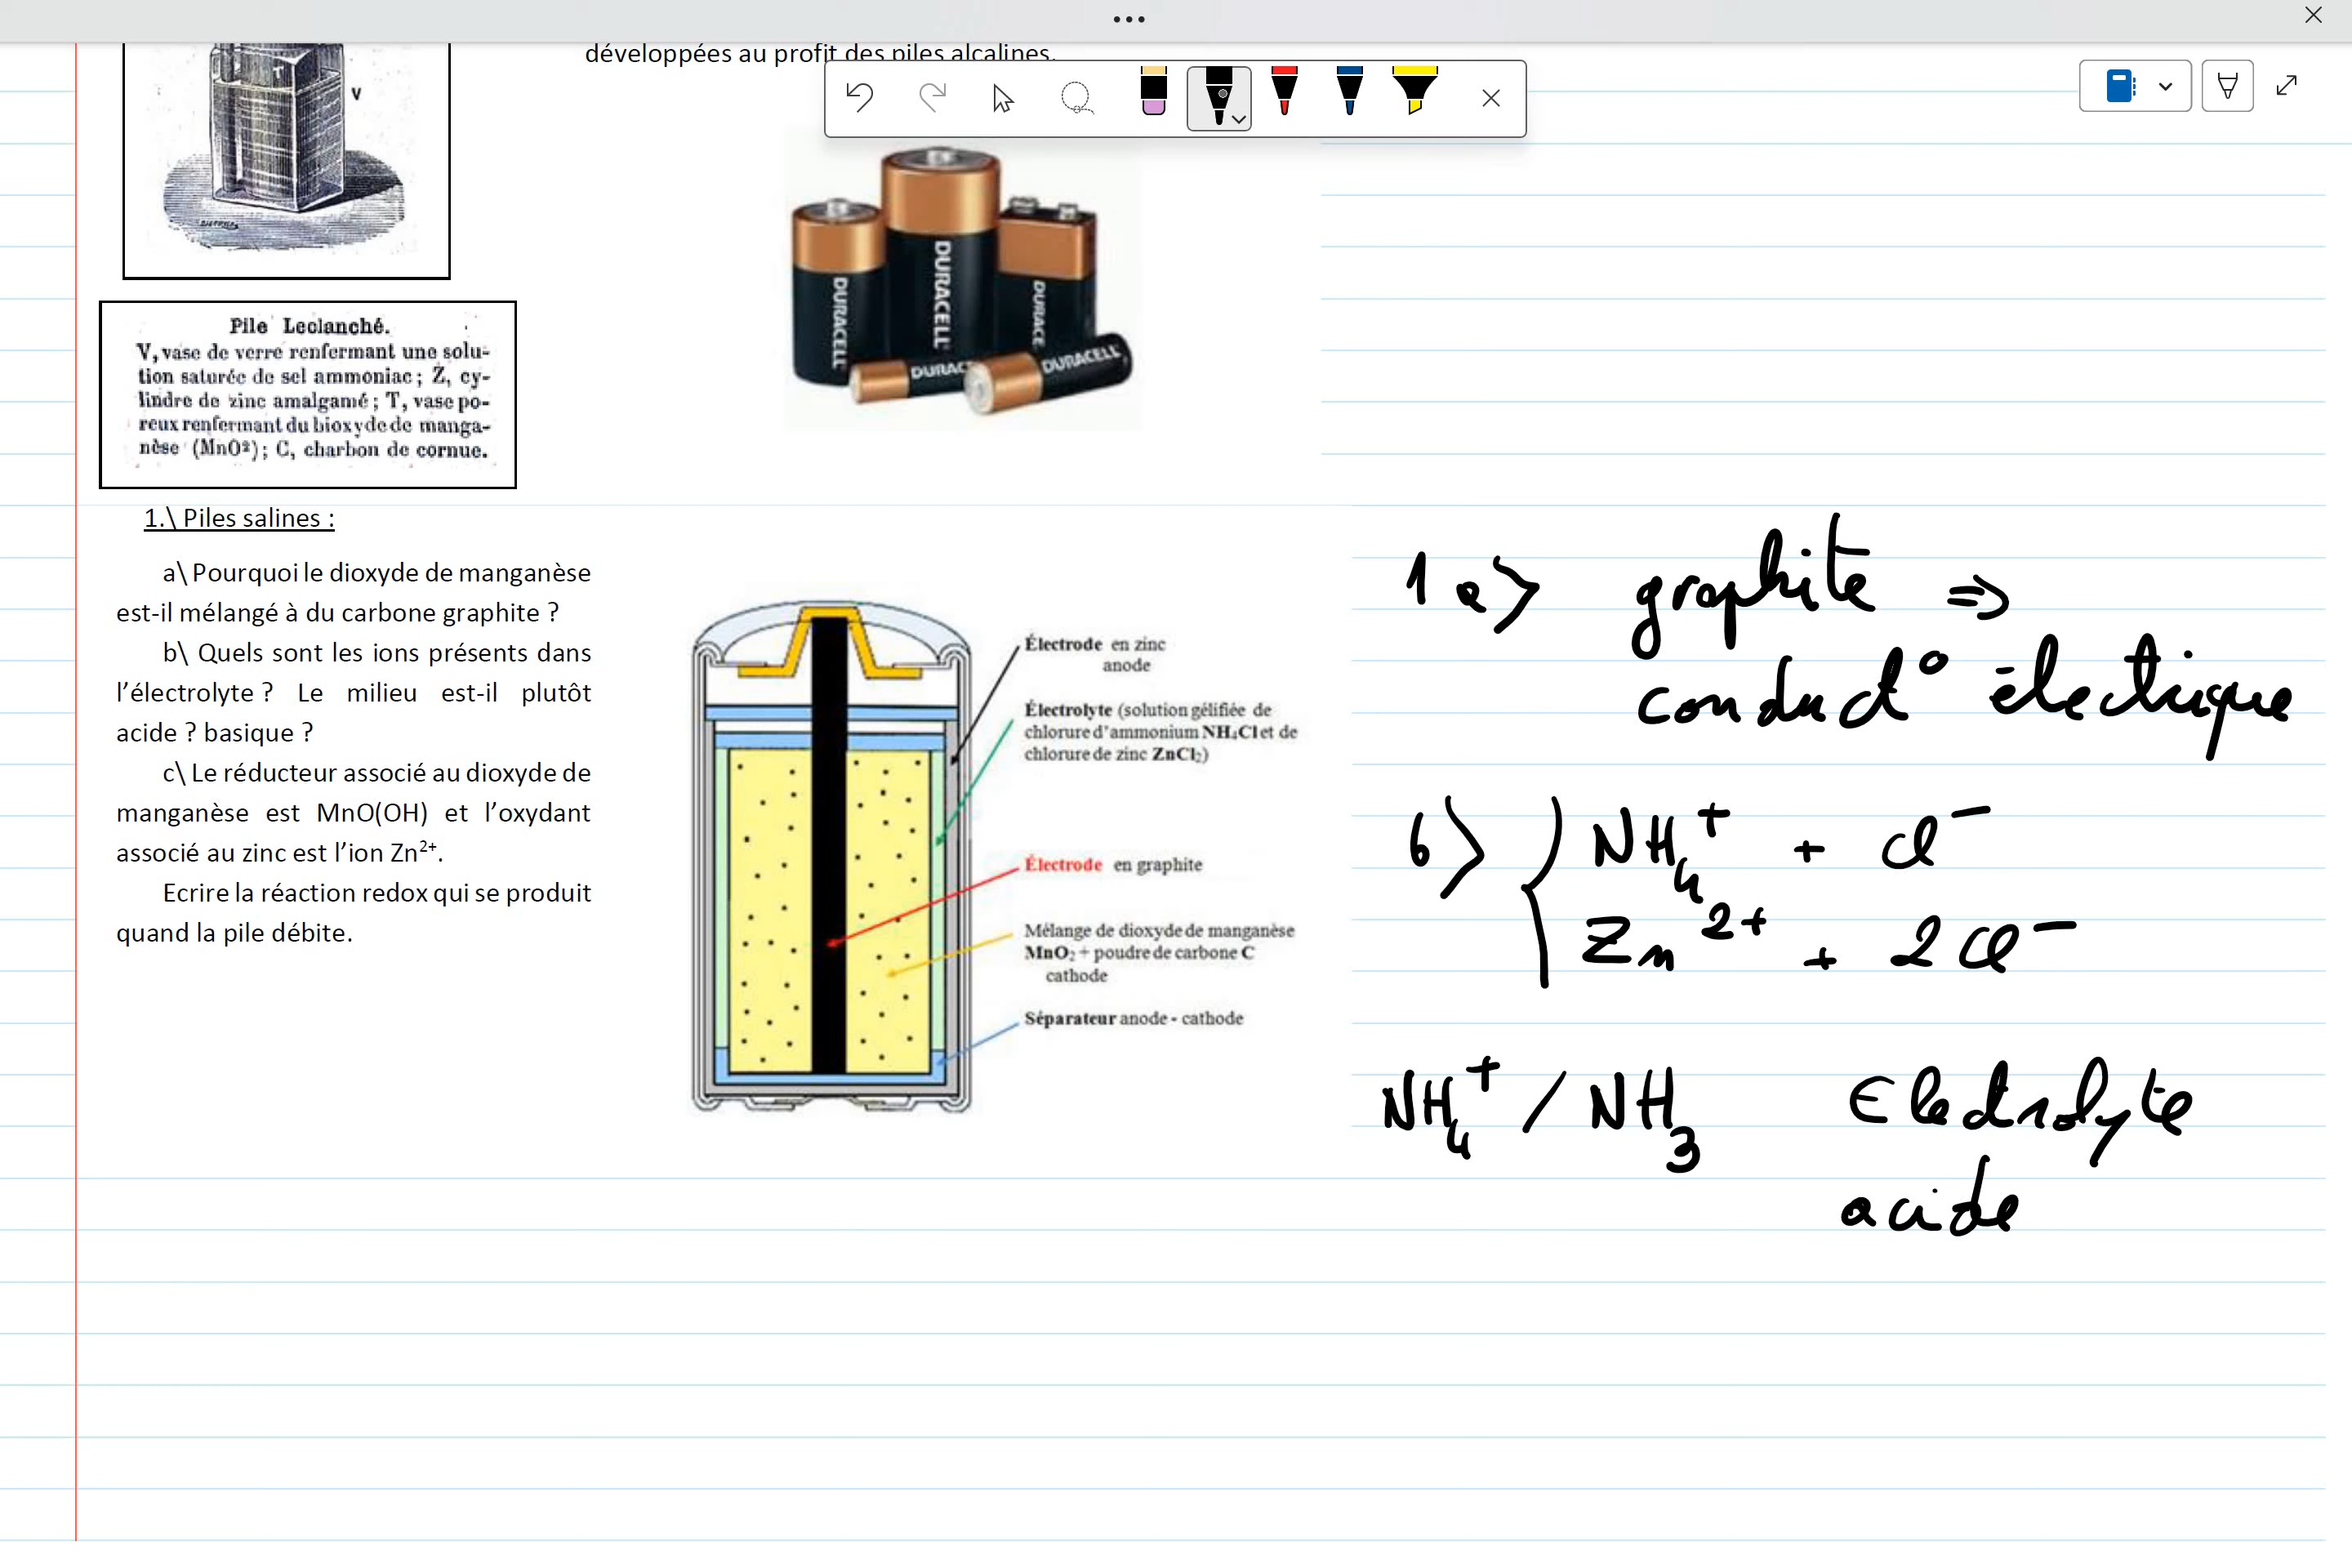 développées au profit des piles alcalines.
T
V
DURACELL
DURACELL
DURACE
DURAC
DURACELL
Pile Leclanché.
V, vase de verre renfermant une solu-
tion saturée de sel ammoniac ; Z, cy-
lindre de zinc amalgamé ; T, vase po-
reux renfermant du bioxyde de manga-
nèse (MnO²) ; C, charbon de cornue.
1.\ Piles salines :
a\ Pourquoi le dioxyde de manganèse
est-il mélangé à du carbone graphite ?
b\ Quels sont les ions présents dans
l'électrolyte ? Le milieu est-il plutôt
acide ? basique ?
c\ Le réducteur associé au dioxyde de
manganèse est MnO(OH) et l'oxydant
associé au zinc est l'ion Zn²⁺.
Ecrire la réaction redox qui se produit
quand la pile débite.
Électrode en zinc
anode
Électrolyte (solution gélifiée de
chlorure d'ammonium NH₄Cl et de
chlorure de zinc ZnCl₂)
Électrode en graphite
Mélange de dioxyde de manganèse
MnO₂ + poudre de carbone C
cathode
Séparateur anode - cathode
1 a> graphite ⇒
conduct° électrique
b> { NH₄⁺ + Cl⁻
Zn²⁺ + 2Cl⁻
NH₄⁺ / NH₃ Electrolyte
acide